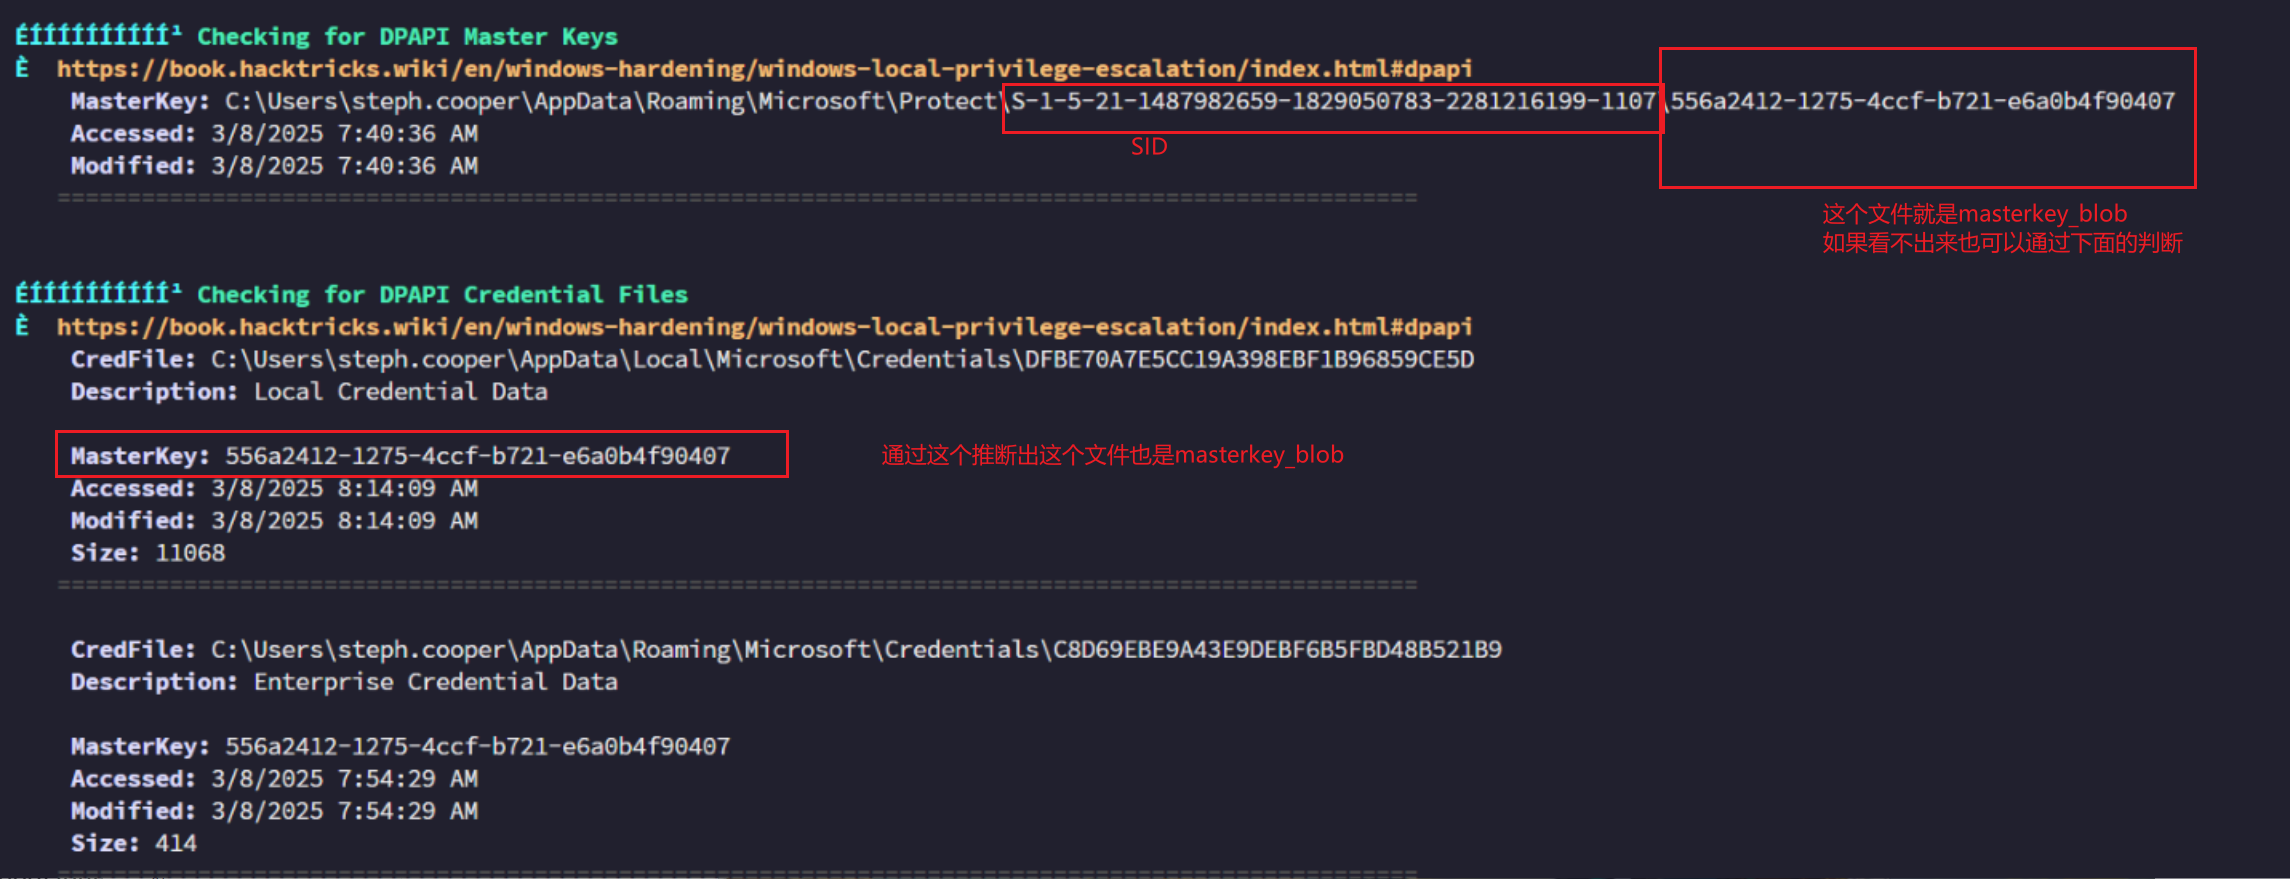 ÉÍÍÍÍÍÍÍÍÍÍ¹ Checking for DPAPI Master Keys
È  https://book.hacktricks.wiki/en/windows-hardening/windows-local-privilege-escalation/index.html#dpapi
MasterKey: C:\Users\steph.cooper\AppData\Roaming\Microsoft\Protect\S-1-5-21-1487982659-1829050783-2281216199-1107\556a2412-1275-4ccf-b721-e6a0b4f90407
Accessed: 3/8/2025 7:40:36 AM
SID
Modified: 3/8/2025 7:40:36 AM
=================================================================================================
这个文件就是masterkey_blob
如果看不出来也可以通过下面的判断
ÉÍÍÍÍÍÍÍÍÍÍ¹ Checking for DPAPI Credential Files
È  https://book.hacktricks.wiki/en/windows-hardening/windows-local-privilege-escalation/index.html#dpapi
CredFile: C:\Users\steph.cooper\AppData\Local\Microsoft\Credentials\DFBE70A7E5CC19A398EBF1B96859CE5D
Description: Local Credential Data
MasterKey: 556a2412-1275-4ccf-b721-e6a0b4f90407
通过这个推断出这个文件也是masterkey_blob
Accessed: 3/8/2025 8:14:09 AM
Modified: 3/8/2025 8:14:09 AM
Size: 11068
=================================================================================================
CredFile: C:\Users\steph.cooper\AppData\Roaming\Microsoft\Credentials\C8D69EBE9A43E9DEBF6B5FBD48B521B9
Description: Enterprise Credential Data
MasterKey: 556a2412-1275-4ccf-b721-e6a0b4f90407
Accessed: 3/8/2025 7:54:29 AM
Modified: 3/8/2025 7:54:29 AM
Size: 414
=================================================================================================